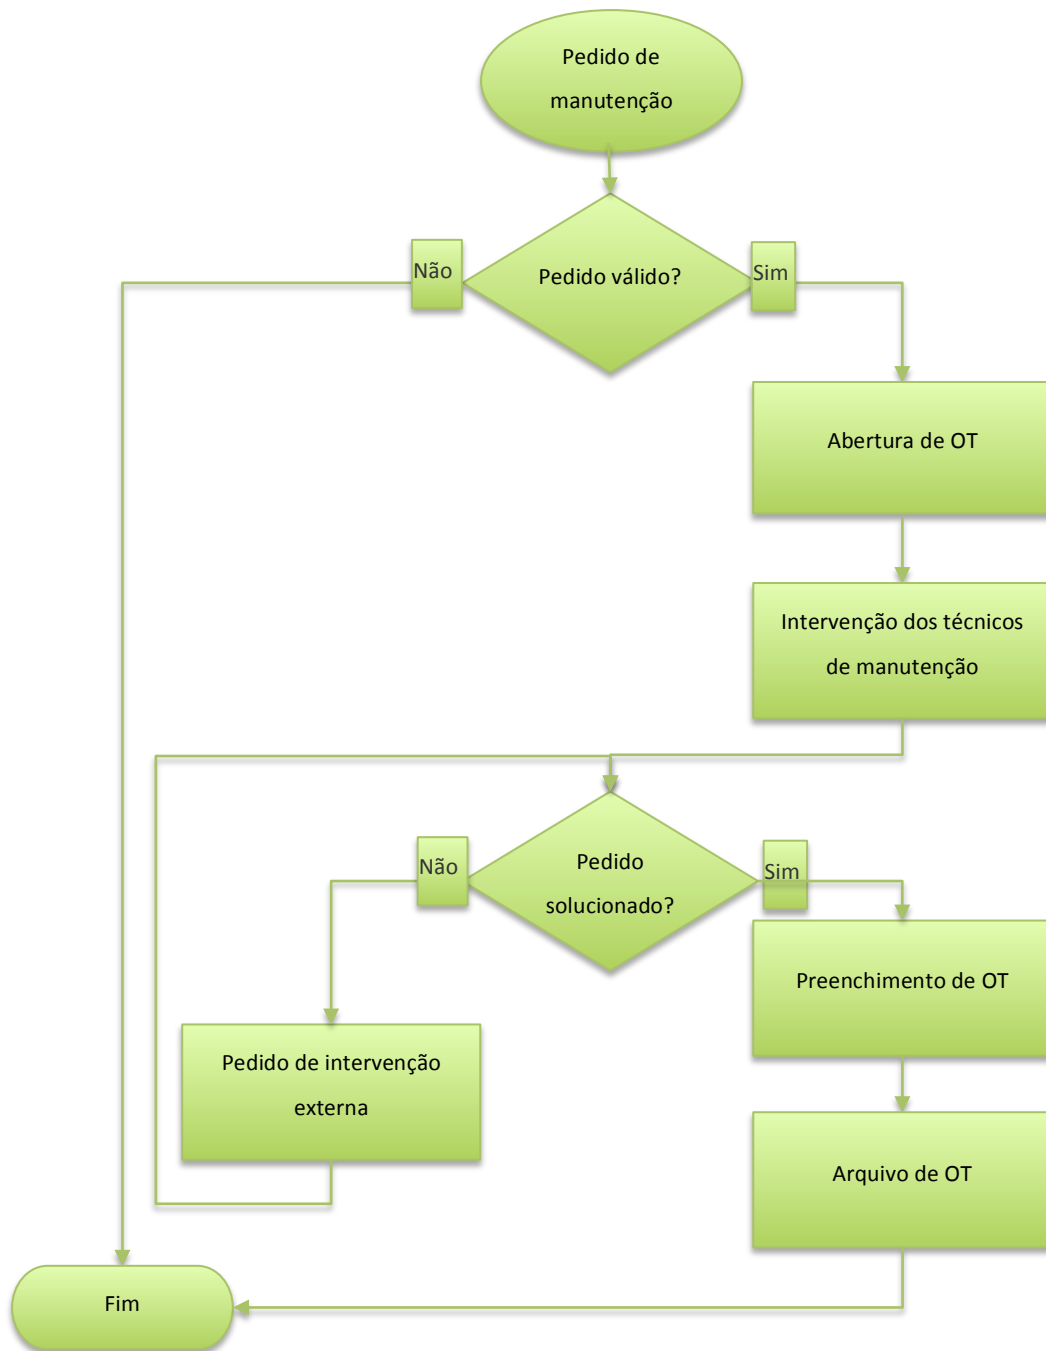 Pedido de
manutenção
Não
Pedido válido?
Sim
Abertura de OT
Intervenção dos técnicos
de manutenção
Não
Pedido
solucionado?
Sim
Preenchimento de OT
Pedido de intervenção
externa
Arquivo de OT
Fim